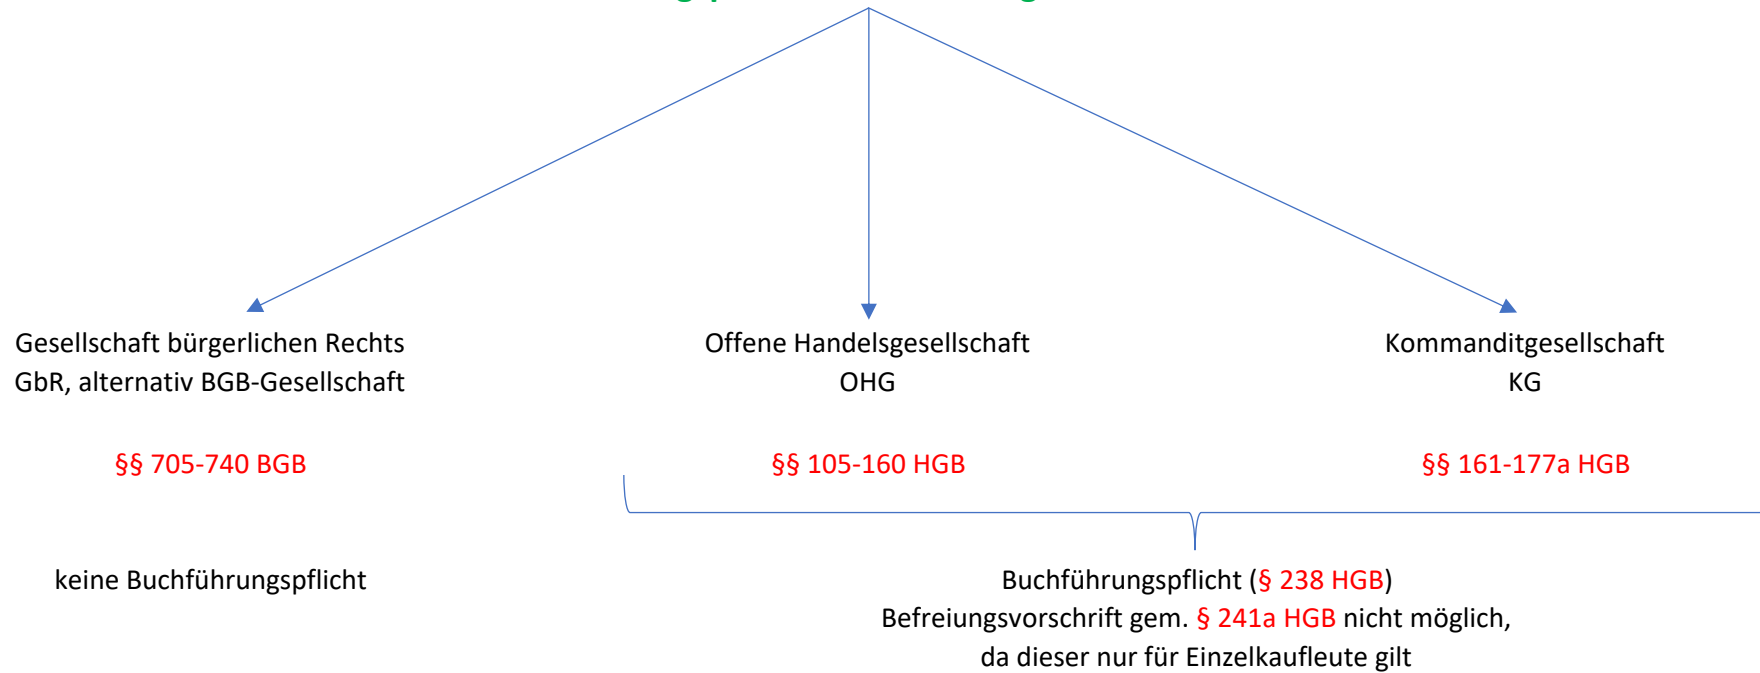 Gesellschaft bürgerlichen Rechts
GbR, alternativ BGB-Gesellschaft
§§ 705-740 BGB
keine Buchführungspflicht
Offene Handelsgesellschaft
OHG
§§ 105-160 HGB
Kommanditgesellschaft
KG
§§ 161-177a HGB
Buchführungspflicht (§ 238 HGB)
Befreiungsvorschrift gem. § 241a HGB nicht möglich,
da dieser nur für Einzelkaufleute gilt